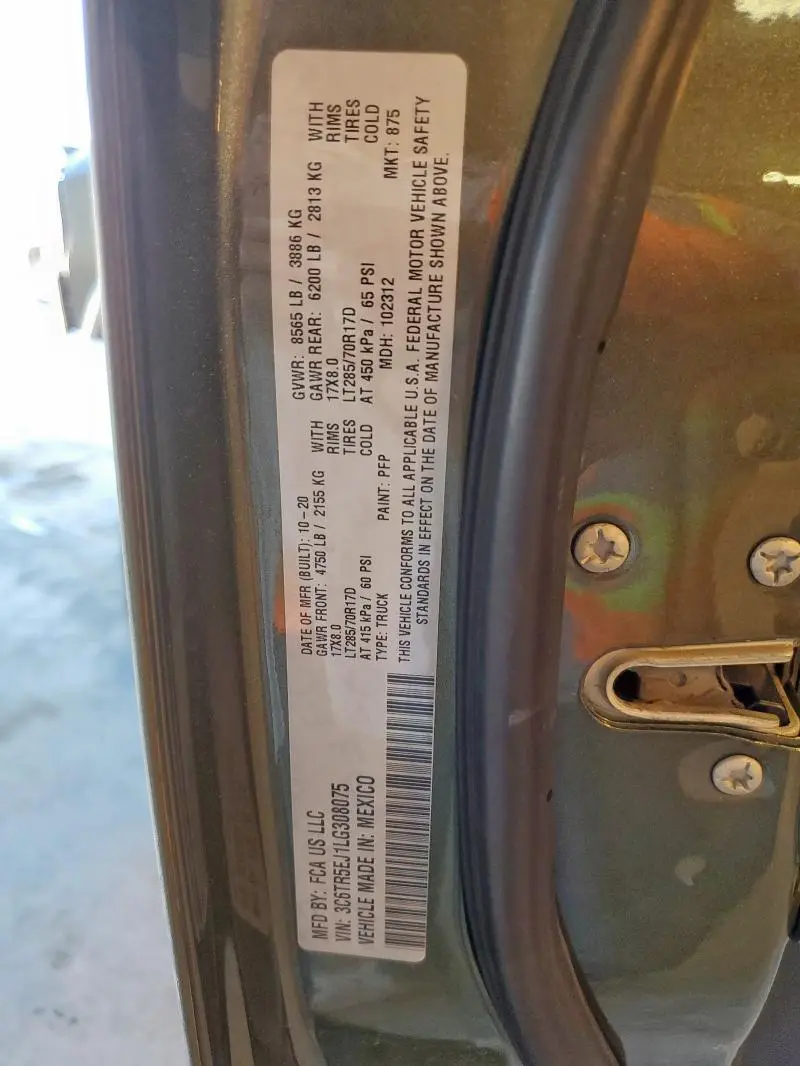 MFD BY: FCA US LLC
VIN: 3C6TR5EJ1LG308075
VEHICLE MADE IN: MEXICO
DATE OF MFR (BUILT): 10-20
GAWR FRONT: 4750 LB / 2155 KG WITH
17X8.0 RIMS
LT285/70R17D TIRES
AT 415 kPa / 60 PSI COLD
GVWR: 8565 LB / 3886 KG
GAWR REAR: 6200 LB / 2813 KG WITH
17X8.0 RIMS
LT285/70R17D TIRES
AT 450 kPa / 65 PSI COLD
TYPE: TRUCK PAINT: PFP MDH: 102312 MKT: 875
THIS VEHICLE CONFORMS TO ALL APPLICABLE U.S.A. FEDERAL MOTOR VEHICLE SAFETY
STANDARDS IN EFFECT ON THE DATE OF MANUFACTURE SHOWN ABOVE.